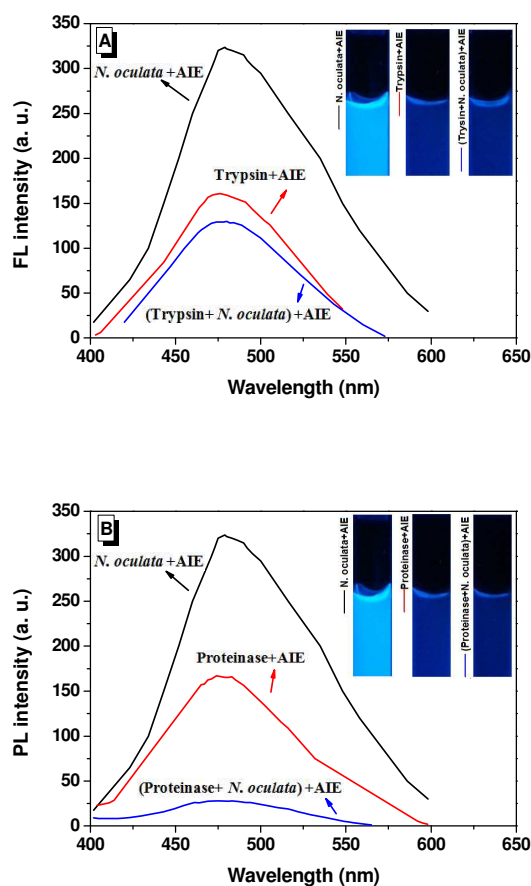 A
350
300
250
200
150
100
50
0
FL intensity (a. u.)
N. oculata +AIE
Trypsin+AIE
(Trypsin+ N. oculata) +AIE
N. oculata+AIE
Trypsin+AIE
(Trysin+N. oculata)+AIE
400 450 500 550 600 650
Wavelength (nm)
B
350
300
250
200
150
100
50
0
PL intensity (a. u.)
N. oculata +AIE
Proteinase+AIE
(Proteinase+ N. oculata) +AIE
N. oculata+AIE
Proteinase+AIE
(Proteinase+N. oculata)+AIE
400 450 500 550 600 650
Wavelength (nm)